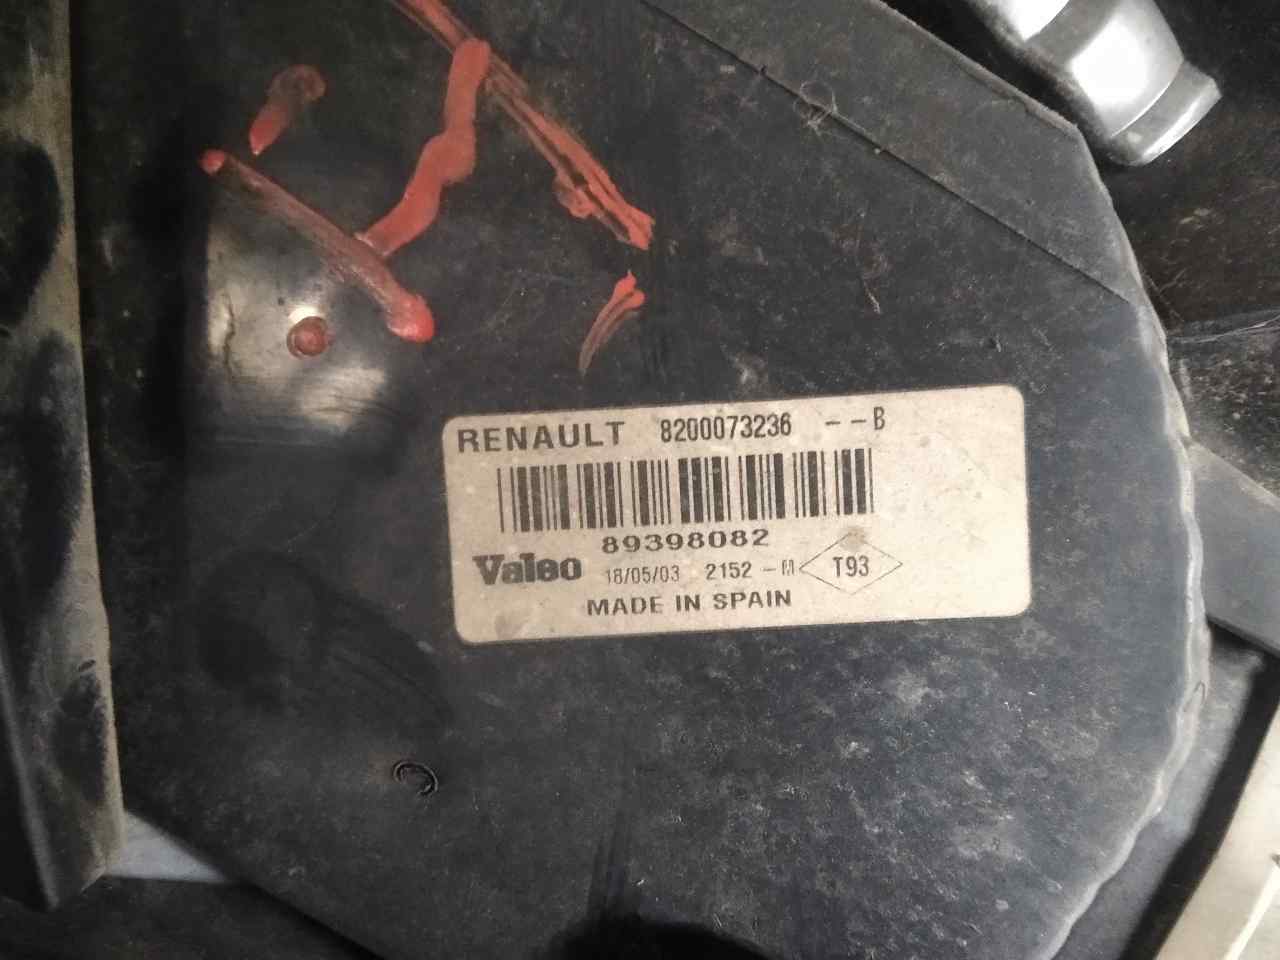 RENAULT 8200073236 --B
89398082
Valeo 18/05/03 2152 -M T93
MADE IN SPAIN